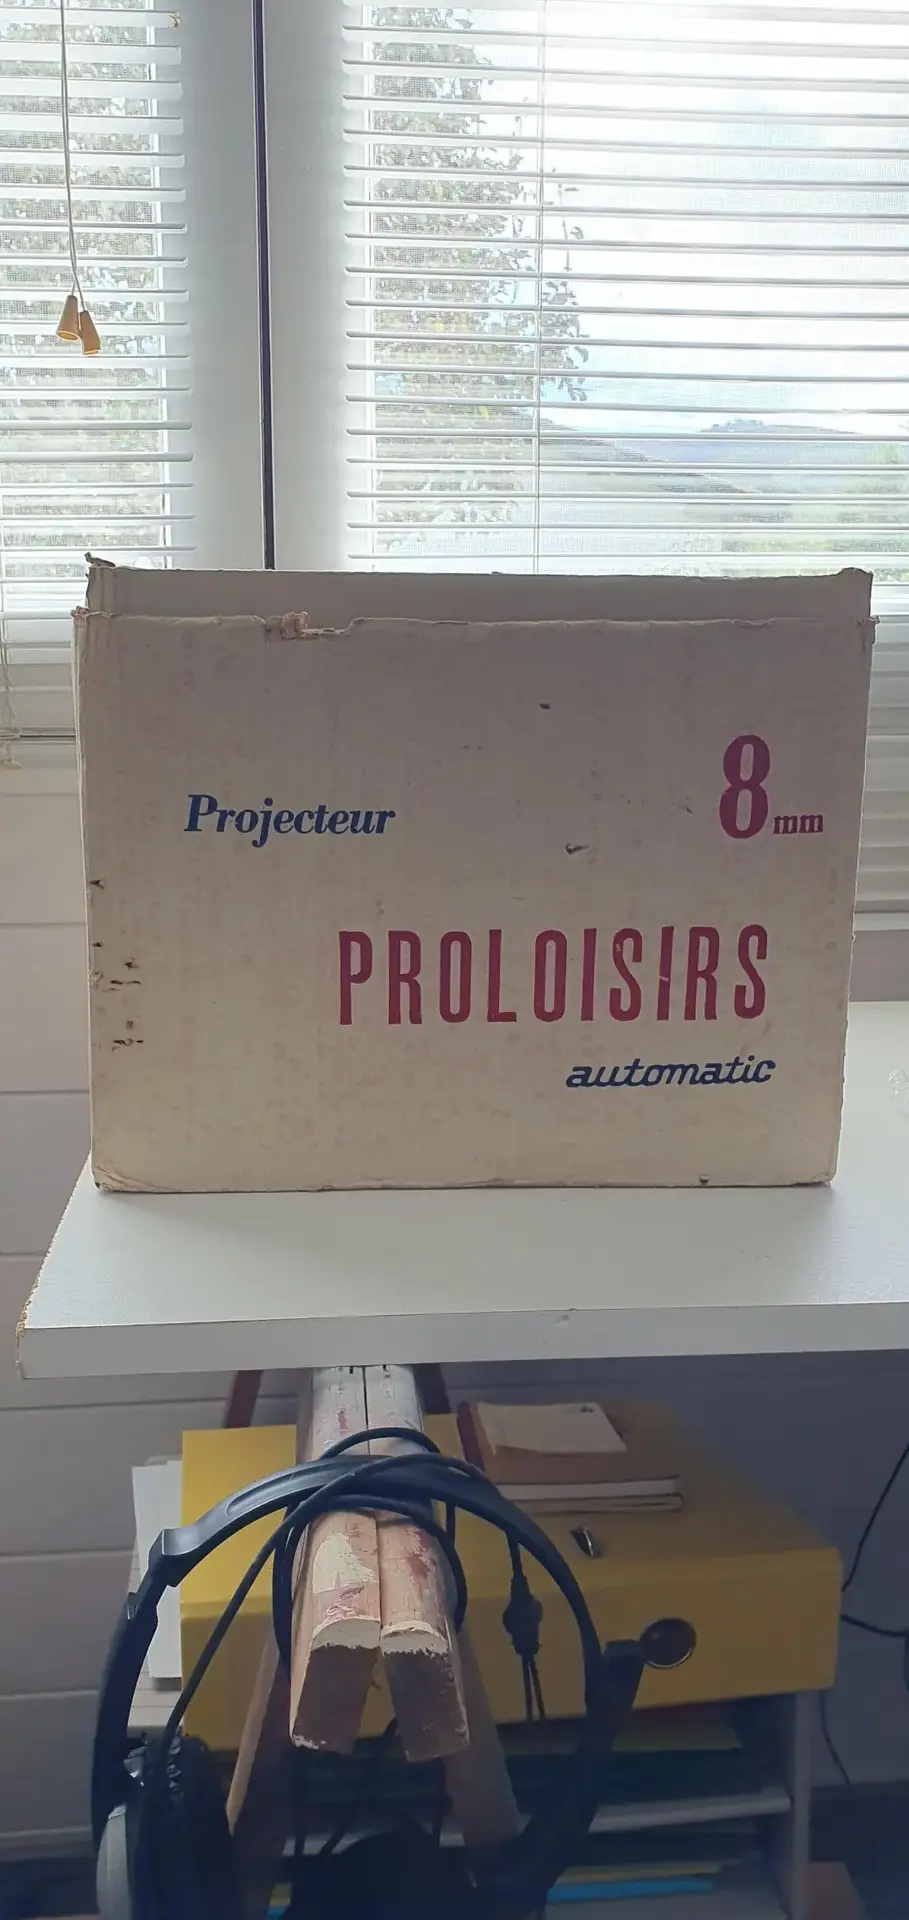 Projecteur
8mm
PROLOISIRS
automatic